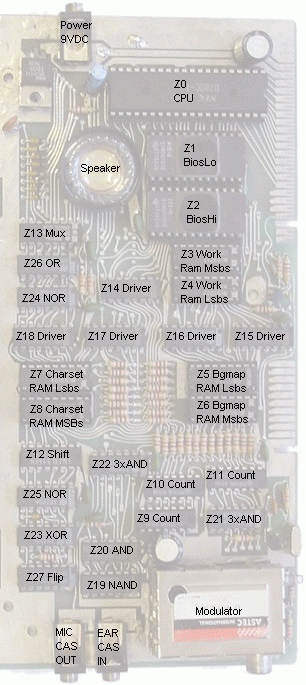 Power
9VDC
Z0
CPU
Speaker
Z1
BiosLo
Z2
BiosHi
Z13 Mux
Z26 OR
Z24 NOR
Z14 Driver
Z3 Work
Ram Msbs
Z4 Work
Ram Lsbs
Z18 Driver
Z17 Driver
Z16 Driver
Z15 Driver
Z7 Charset
RAM Lsbs
Z8 Charset
RAM MSBs
Z5 Bgmap
RAM Lsbs
Z6 Bgmap
RAM Msbs
Z12 Shift
Z22 3xAND
Z11 Count
Z10 Count
Z25 NOR
Z9 Count
Z21 3xAND
Z23 XOR
Z20 AND
Z27 Flip
Z19 NAND
Modulator
ASTEC
INTERNATIONAL
MIC
CAS
OUT
EAR
CAS
IN